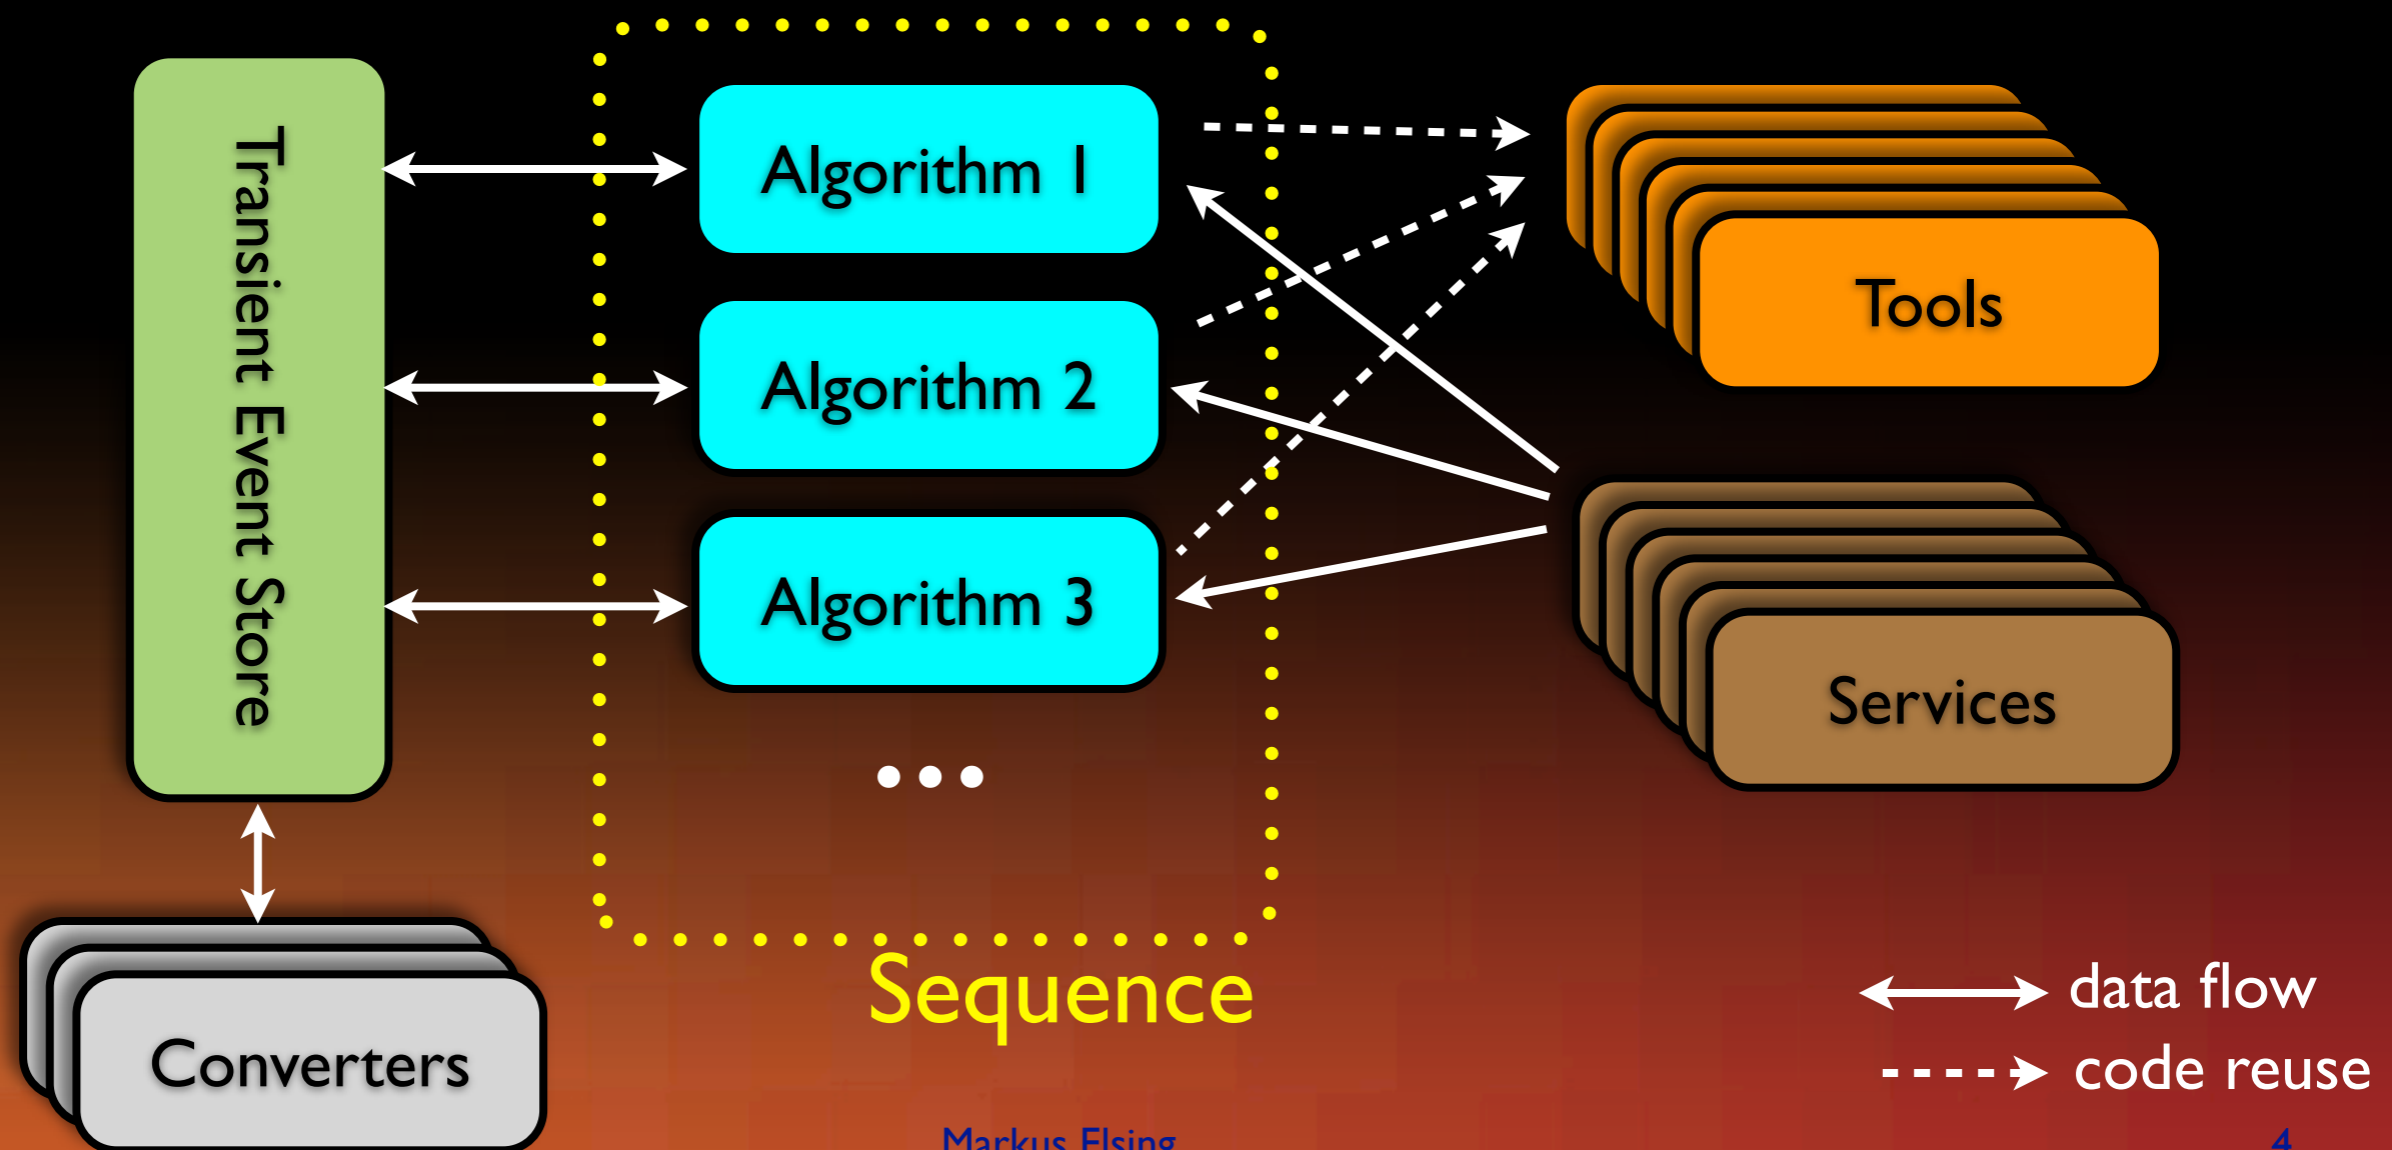 Transient Event Store
Algorithm 1
Algorithm 2
Algorithm 3
...
Tools
Services
Converters
Sequence
data flow
code reuse
Markus Elsing
4